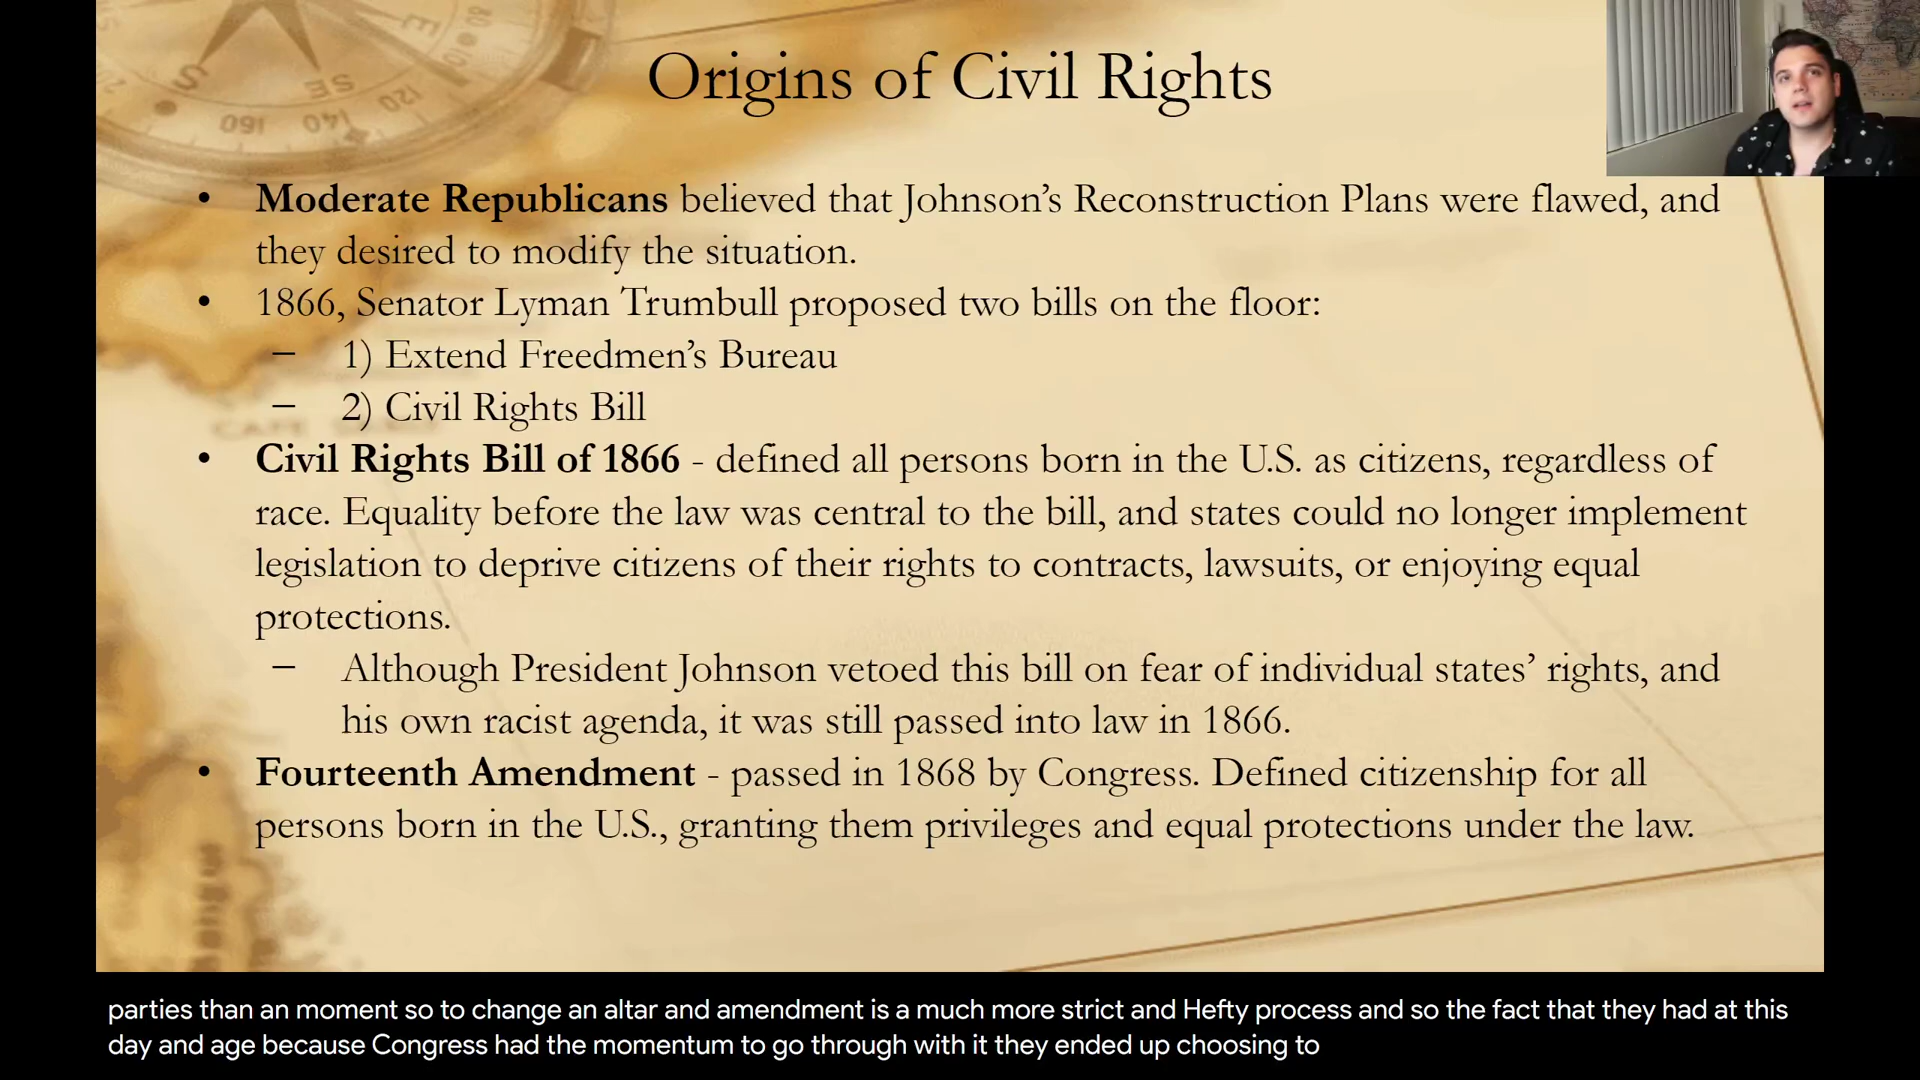 Origins of Civil Rights
• Moderate Republicans believed that Johnson’s Reconstruction Plans were flawed, and
they desired to modify the situation.
• 1866, Senator Lyman Trumbull proposed two bills on the floor:
– 1) Extend Freedmen’s Bureau
– 2) Civil Rights Bill
• Civil Rights Bill of 1866 - defined all persons born in the U.S. as citizens, regardless of
race. Equality before the law was central to the bill, and states could no longer implement
legislation to deprive citizens of their rights to contracts, lawsuits, or enjoying equal
protections.
– Although President Johnson vetoed this bill on fear of individual states’ rights, and
his own racist agenda, it was still passed into law in 1866.
• Fourteenth Amendment - passed in 1868 by Congress. Defined citizenship for all
persons born in the U.S., granting them privileges and equal protections under the law.
parties than an moment so to change an altar and amendment is a much more strict and Hefty process and so the fact that they had at this
day and age because Congress had the momentum to go through with it they ended up choosing to
S
SE
E
160
140
120
80